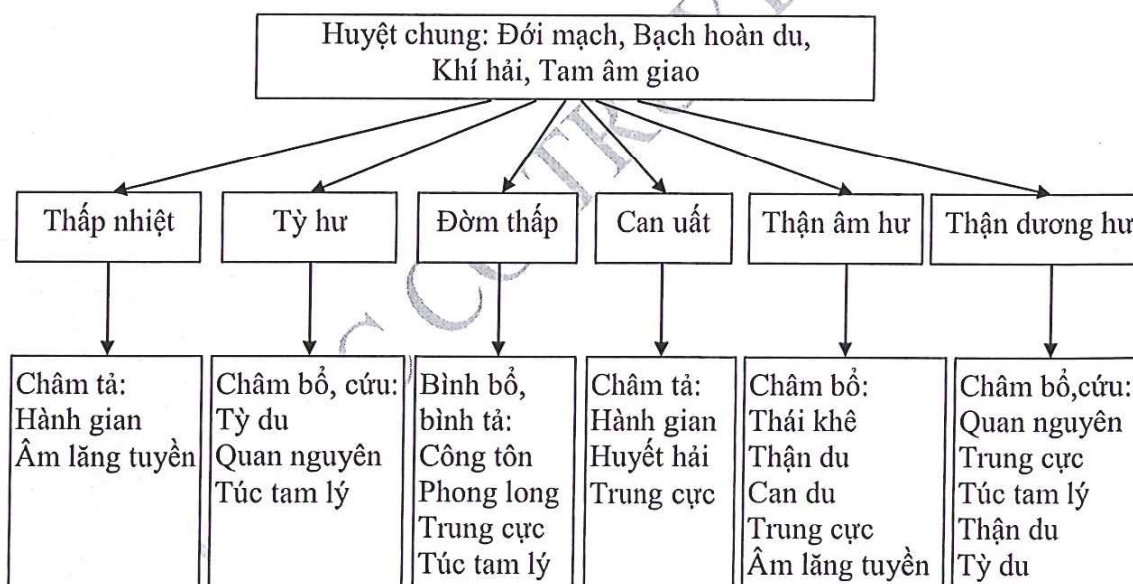 Huyệt chung: Đới mạch, Bạch hoàn du,
Khí hải, Tam âm giao
Thấp nhiệt
Tỳ hư
Đờm thấp
Can uất
Thận âm hư
Thận dương hư
Châm tả:
Hành gian
Âm lăng tuyền
Châm bổ, cứu:
Tỳ du
Quan nguyên
Túc tam lý
Bình bổ,
bình tả:
Công tôn
Phong long
Trung cực
Túc tam lý
Châm tả:
Hành gian
Huyết hải
Trung cực
Châm bổ:
Thái khê
Thận du
Can du
Trung cực
Âm lăng tuyền
Châm bổ,cứu:
Quan nguyên
Trung cực
Túc tam lý
Thận du
Tỳ du